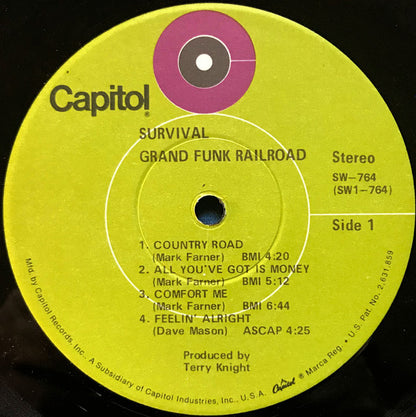 Capitol®
SURVIVAL
GRAND FUNK RAILROAD
Stereo
SW-764
(SW1-764)
Side 1
1. COUNTRY ROAD
(Mark Farner) BMI 4:20
2. ALL YOU'VE GOT IS MONEY
(Mark Farner) BMI 5:12
3. COMFORT ME
(Mark Farner) BMI 6:44
4. FEELIN' ALRIGHT
(Dave Mason) ASCAP 4:25
Produced by
Terry Knight
Mfd. by Capitol Records, Inc., A Subsidiary of Capitol Industries, Inc., U.S.A. Capitol ® Marca Reg. • U.S. Pat. No. 2,631,859